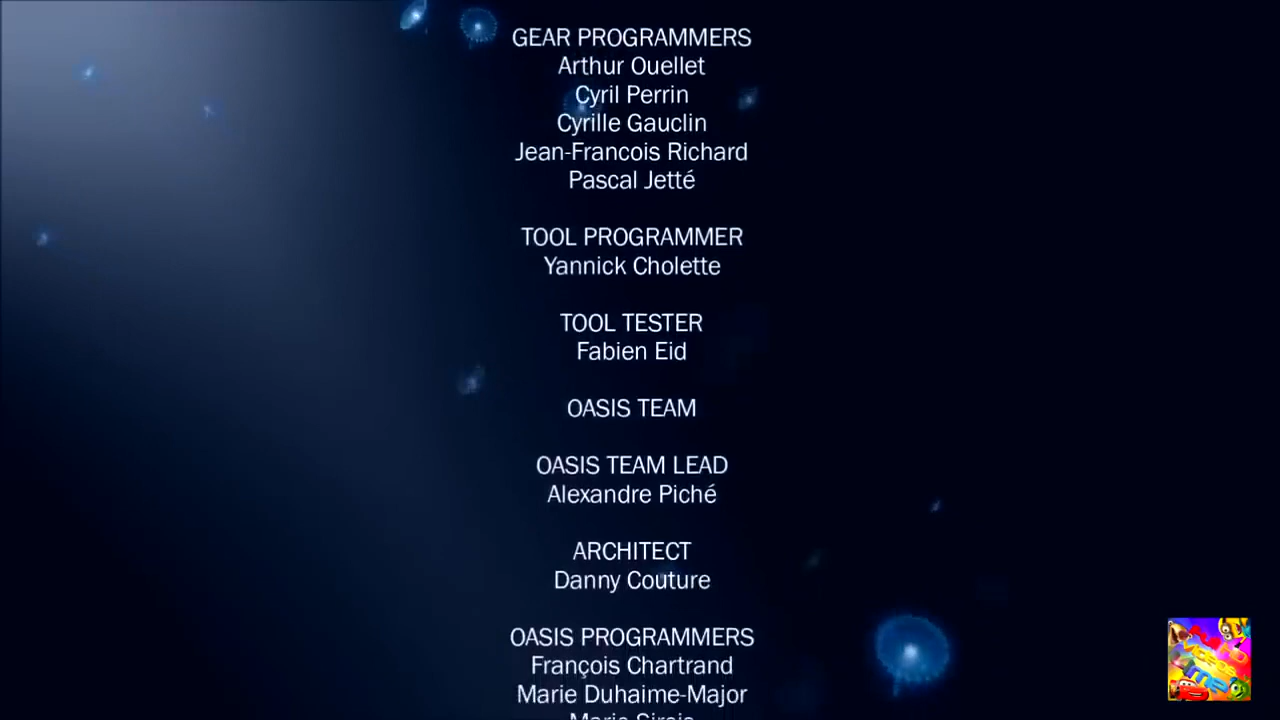 GEAR PROGRAMMERS
Arthur Ouellet
Cyril Perrin
Cyrille Gauclin
Jean-Francois Richard
Pascal Jetté
TOOL PROGRAMMER
Yannick Cholette
TOOL TESTER
Fabien Eid
OASIS TEAM
OASIS TEAM LEAD
Alexandre Piché
ARCHITECT
Danny Couture
OASIS PROGRAMMERS
François Chartrand
Marie Duhaime-Major